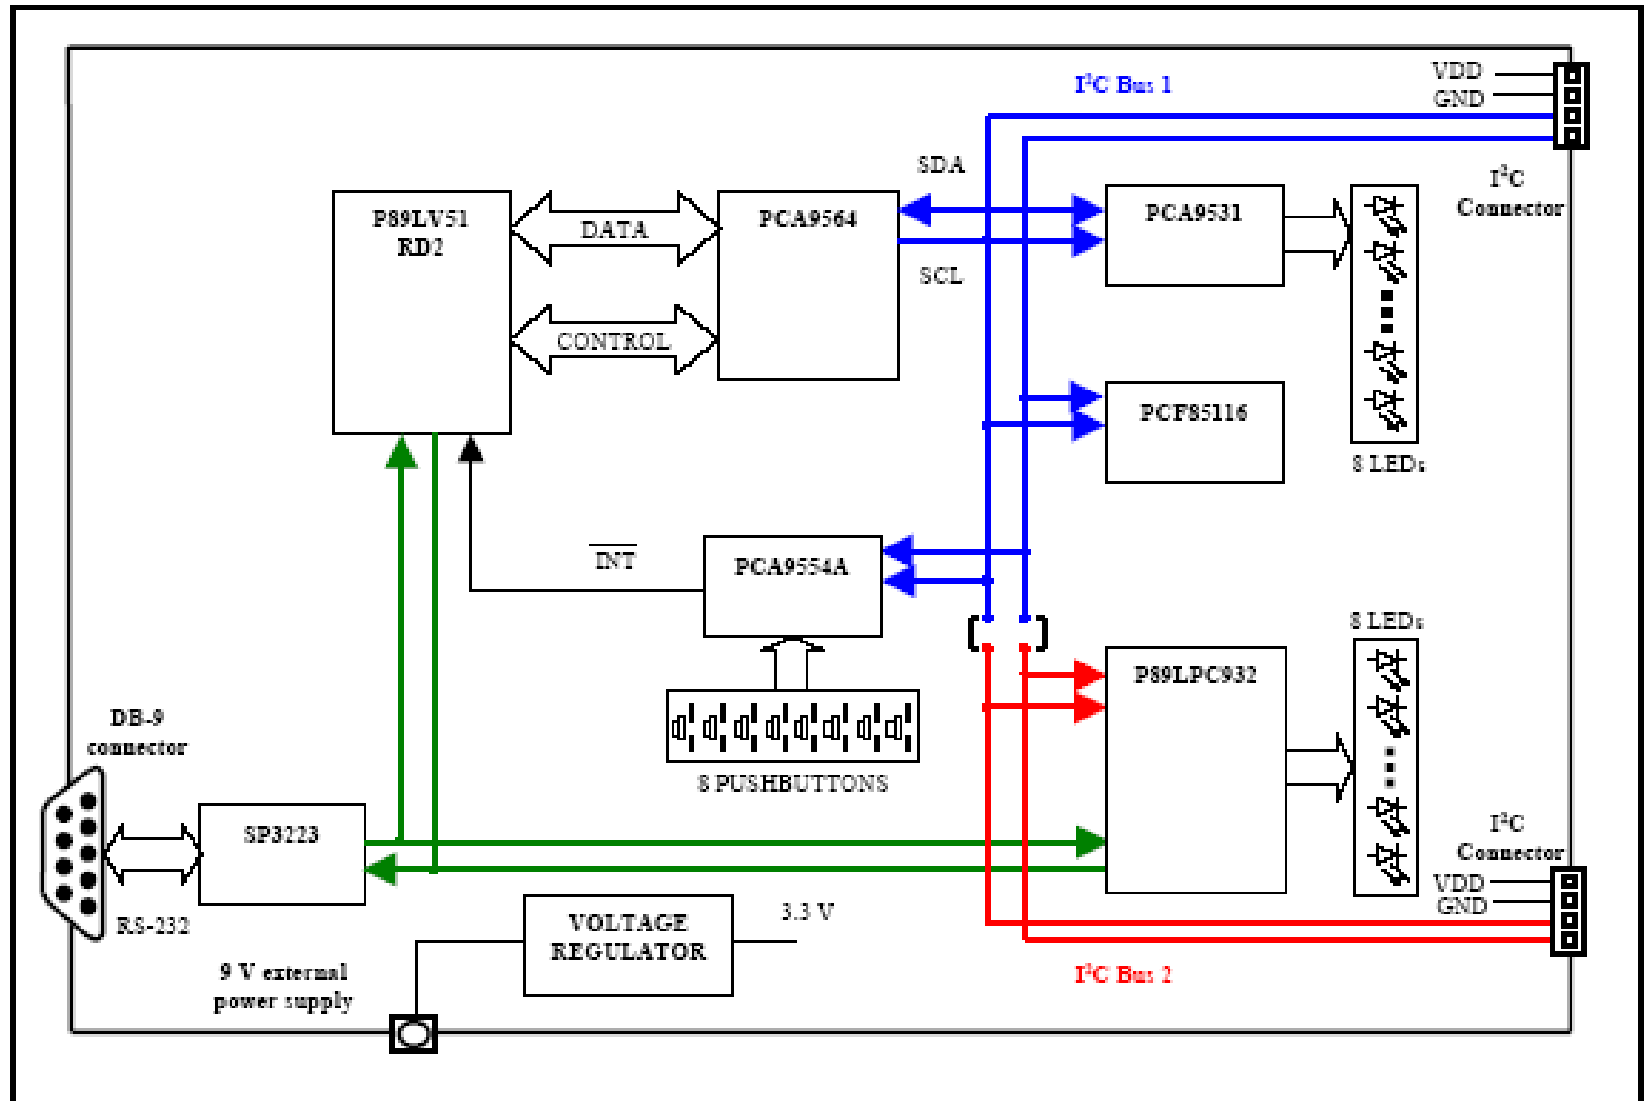 I²C Bus 1
VDD
GND
I²C
Connector
SDA
SCL
P89LV51
RD2
DATA
CONTROL
PCA9564
PCA9531
8 LEDs
PCF85116
INT
PCA9554A
8 PUSHBUTTONS
8 LEDs
P89LPC932
DB-9
connector
SP3223
RS-232
I²C
Connector
VDD
GND
VOLTAGE
REGULATOR
3.3 V
9 V external
power supply
I²C Bus 2